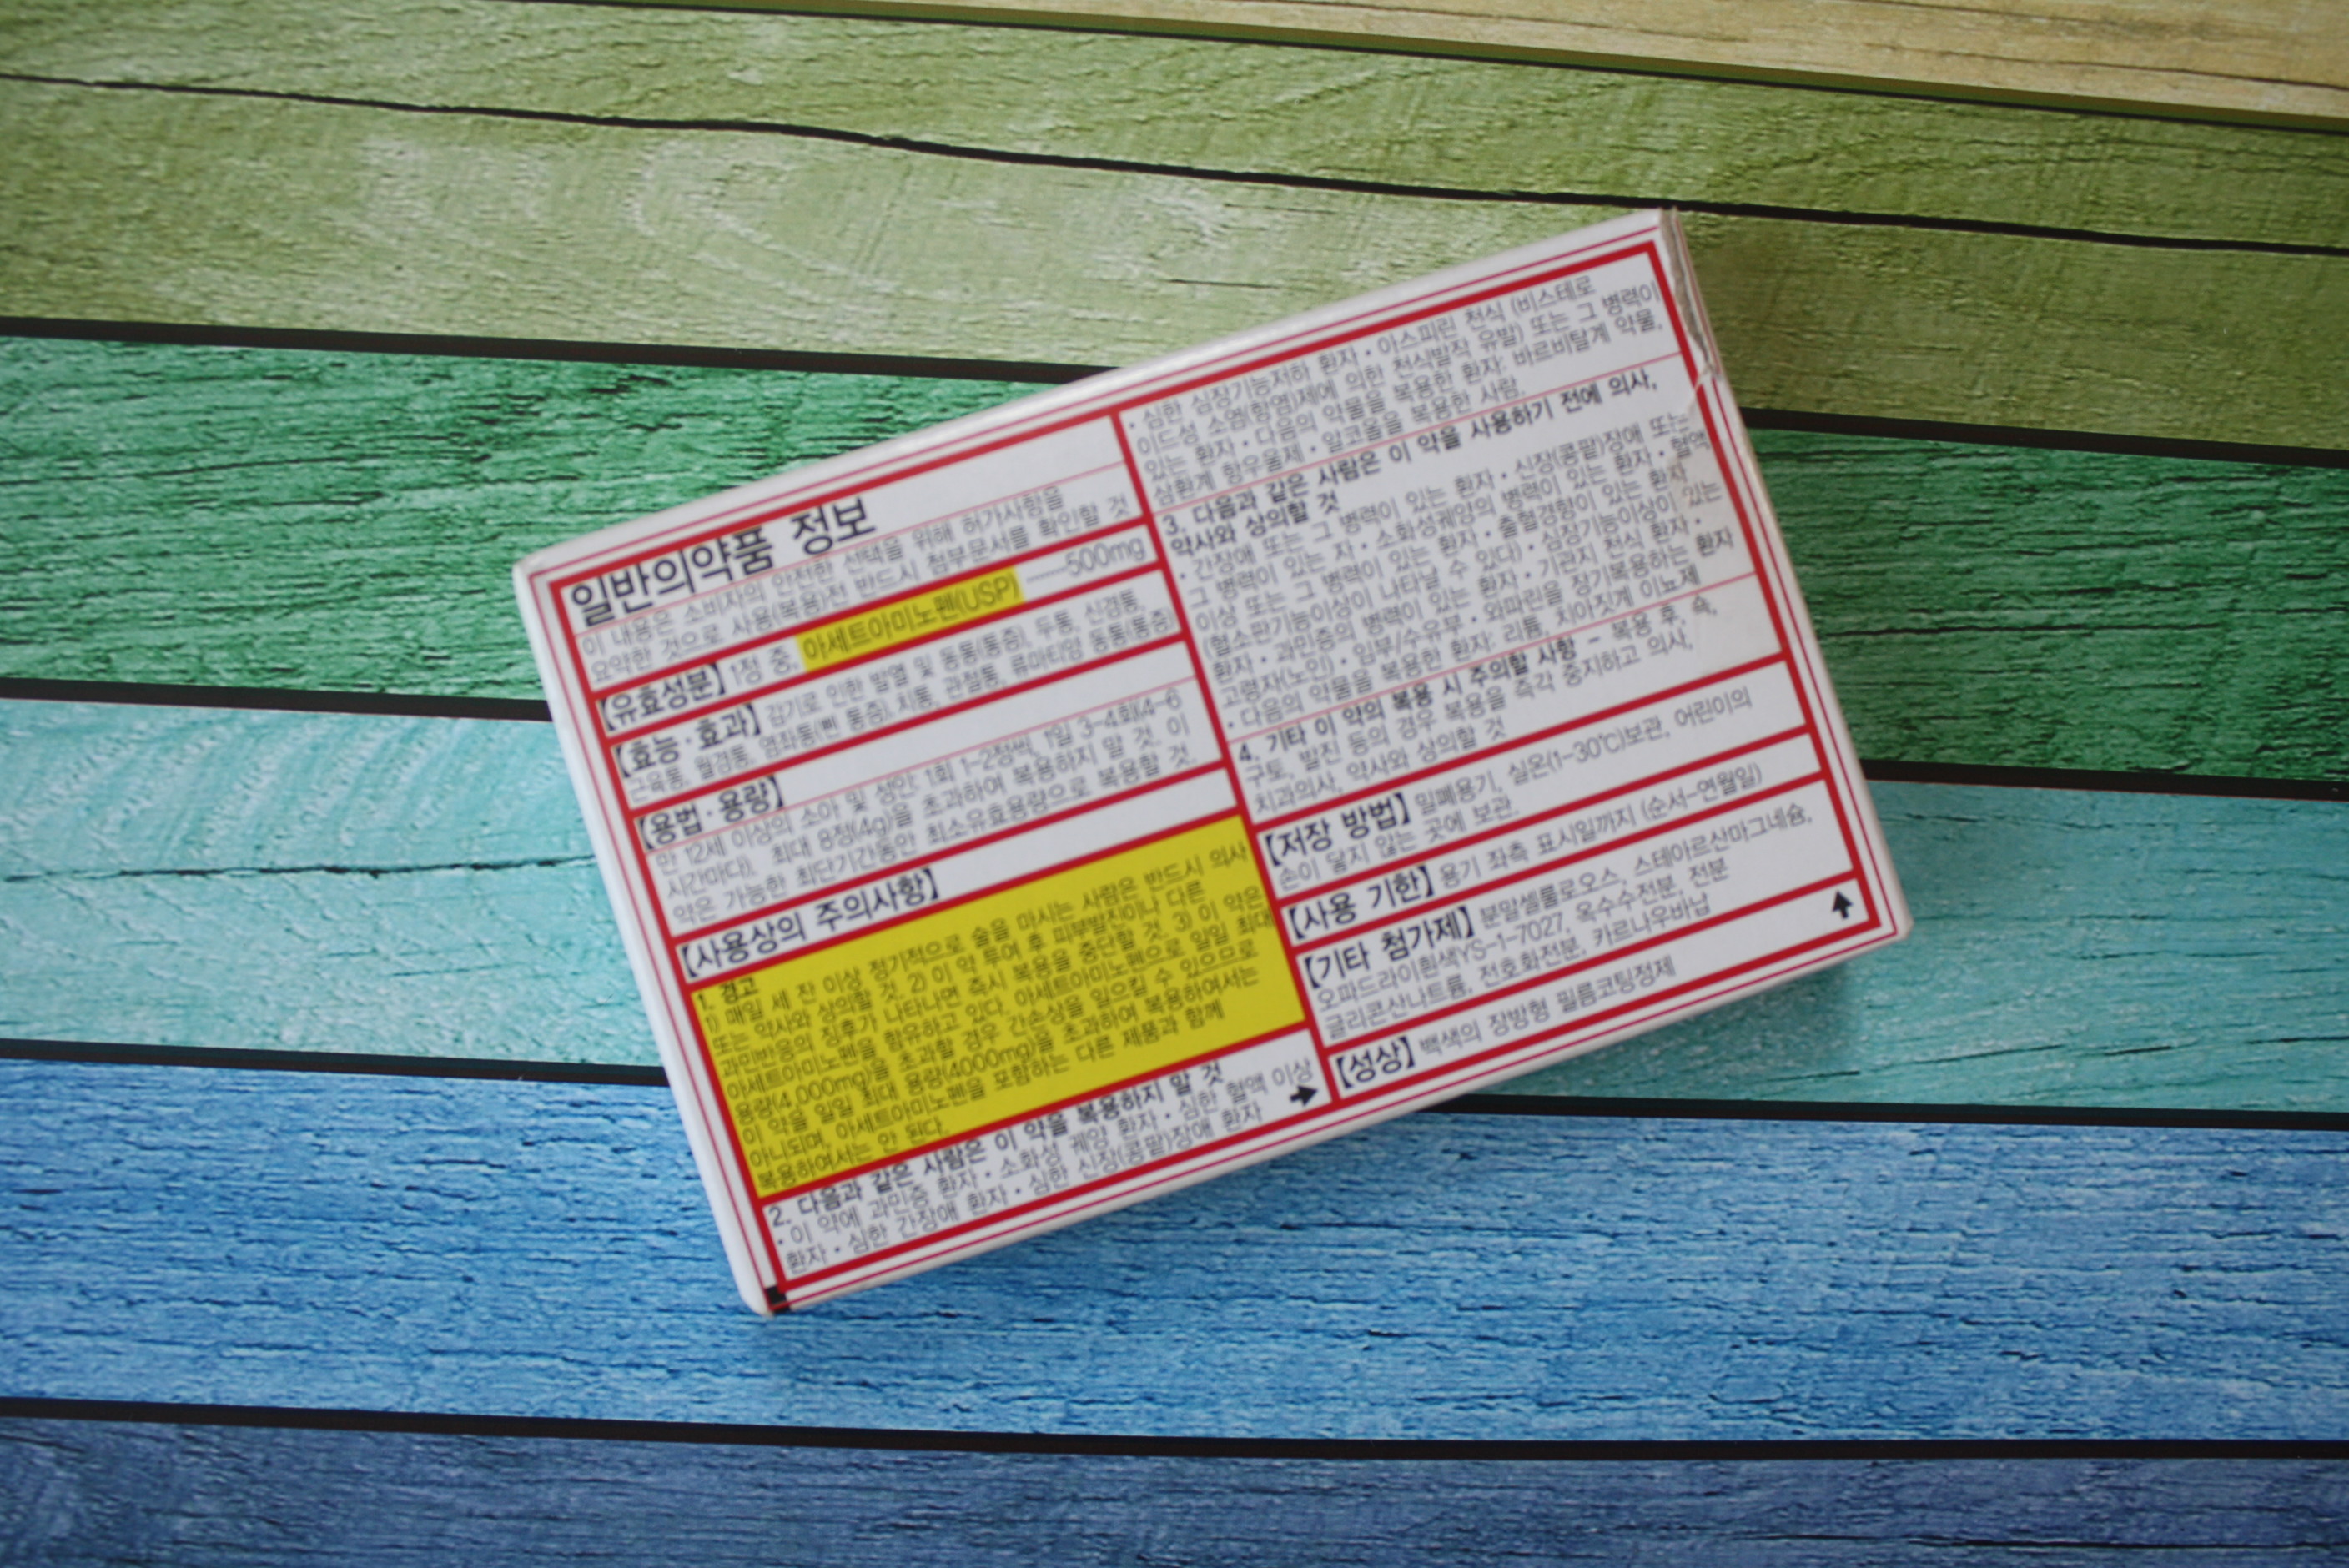 일반의약품 정보
이 내용은 소비자의 안전한 선택을 위해 허가사항을
요약한 것으로 사용(복용)전 반드시 첨부문서를 확인할 것
【유효성분】 1정 중, 아세트아미노펜(USP) ——500mg
【효능·효과】 감기로 인한 발열 및 동통(통증), 두통, 신경통,
근육통, 월경통, 염좌통(삔 통증), 치통, 관절통, 류마티양 동통(통증)
【용법·용량】
만 12세 이상의 소아 및 성인: 1회 1~2정씩, 1일 3~4회(4~6
시간마다). 최대 8정(4g)을 초과하여 복용하지 말 것. 이
약은 가능한 최단기간동안 최소유효용량으로 복용할 것.
【사용상의 주의사항】
1. 경고
1) 매일 세 잔 이상 정기적으로 술을 마시는 사람은 반드시 의사
또는 약사와 상의할 것. 2) 이 약 투여 후 피부발진이나 다른
과민반응의 징후가 나타나면 즉시 복용을 중단할 것. 3) 이 약은
아세트아미노펜을 함유하고 있다. 아세트아미노펜으로 일일 최대
용량(4,000mg)을 초과할 경우 간손상을 일으킬 수 있으므로
이 약을 일일 최대 용량(4000mg)을 초과하여 복용하여서는
아니되며, 아세트아미노펜을 포함하는 다른 제품과 함께
복용하여서는 안 된다.
2. 다음과 같은 사람은 이 약을 복용하지 말 것
· 이 약에 과민증 환자 · 소화성 궤양 환자 · 심한 혈액 이상
환자 · 심한 간장애 환자 · 심한 신장(콩팥)장애 환자
· 심한 심장기능저하 환자 · 아스피린 천식 (비스테로
이드성 소염(항염)제에 의한 천식발작 유발) 또는 그 병력이
있는 환자 · 다음의 약물을 복용한 환자: 바르비탈계 약물,
삼환계 항우울제 · 알코올을 복용한 사람.
3. 다음과 같은 사람은 이 약을 사용하기 전에 의사,
약사와 상의할 것
· 간장애 또는 그 병력이 있는 환자 · 신장(콩팥)장애 또는
그 병력이 있는 자 · 소화성궤양의 병력이 있는 환자 · 혈액
이상 또는 그 병력이 있는 환자 · 출혈경향이 있는 환자
(혈소판기능이상이 나타날 수 있다) · 심장기능이상이 있는
환자 · 과민증의 병력이 있는 환자 · 기관지 천식 환자 ·
고령자(노인) · 임부/수유부 · 와파린을 장기복용하는 환자
· 다음의 약물을 복용한 환자: 리튬, 치아짓계 이뇨제
4. 기타 이 약의 복용 시 주의할 사항 - 복용 후, 쇽,
구토, 발진 등의 경우 복용을 즉각 중지하고 의사,
치과의사, 약사와 상의할 것
【저장 방법】 밀폐용기, 실온(1~30℃)보관, 어린이의
손이 닿지 않는 곳에 보관.
【사용 기한】 용기 좌측 표시일까지 (순서-연월일)
【기타 첨가제】 분말셀룰로오스, 스테아르산마그네슘,
오파드라이흰색YS-1-7027, 옥수수전분, 전분
글리콘산나트륨, 전호화전분, 카르나우바납
【성상】 백색의 장방형 필름코팅정제